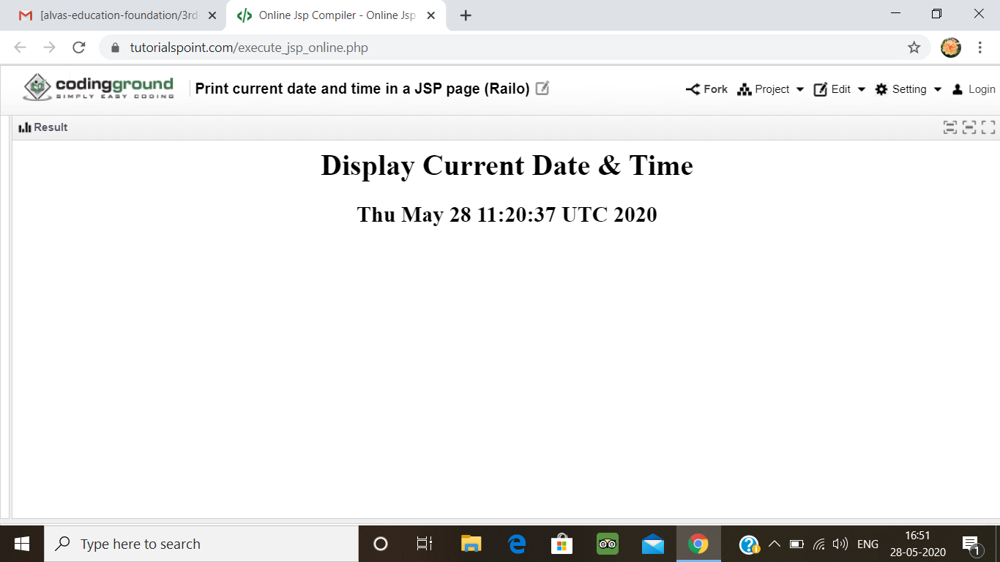 [alvas-education-foundation/3rd
Online Jsp Compiler - Online Jsp
tutorialspoint.com/execute_jsp_online.php
codingground
SIMPLY EASY CODING
Print current date and time in a JSP page (Railo)
Fork
Project
Edit
Setting
Login
Result
Display Current Date & Time
Thu May 28 11:20:37 UTC 2020
Type here to search
ENG
16:51
28-05-2020
1